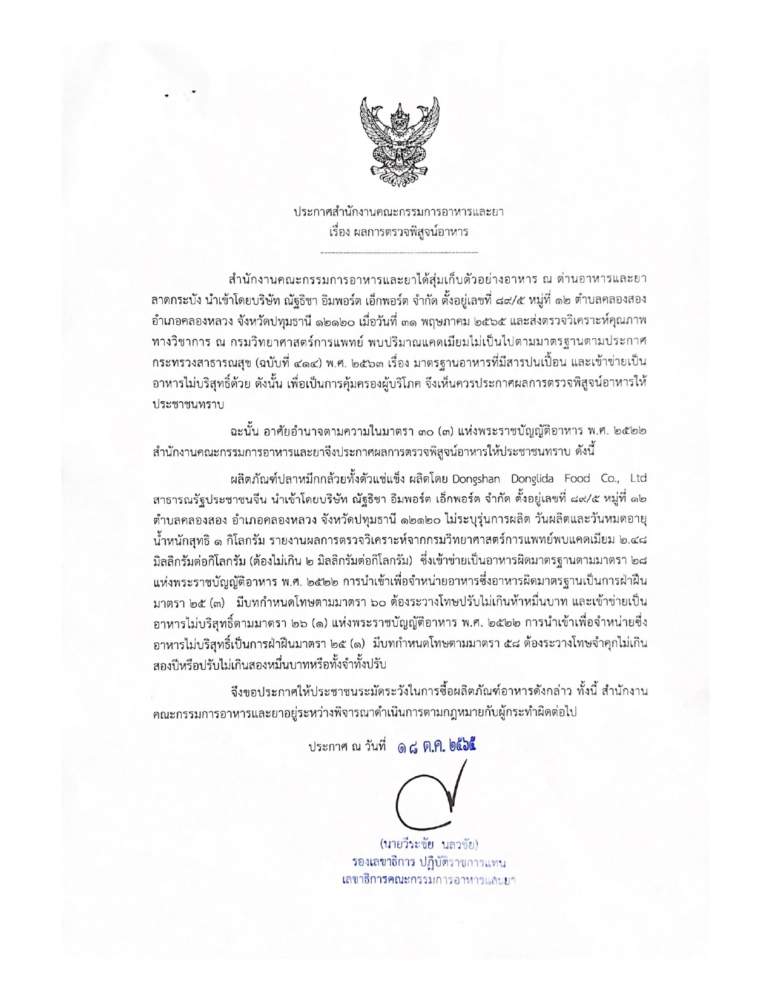 ประกาศสำนักงานคณะกรรมการอาหารและยา
เรื่อง ผลการตรวจพิสูจน์อาหาร
สำนักงานคณะกรรมการอาหารและยาได้สุ่มเก็บตัวอย่างอาหาร ณ ด่านอาหารและยา
ลาดกระบัง นำเข้าโดยบริษัท ณัฐธิชา อิมพอร์ต เอ็กพอร์ต จำกัด ตั้งอยู่เลขที่ ๘๙/๕ หมู่ที่ ๑๒ ตำบลคลองสอง
อำเภอคลองหลวง จังหวัดปทุมธานี ๑๒๑๒๐ เมื่อวันที่ ๓๑ พฤษภาคม ๒๕๖๕ และส่งตรวจวิเคราะห์คุณภาพ
ทางวิชาการ ณ กรมวิทยาศาสตร์การแพทย์ พบปริมาณแคดเมียมไม่เป็นไปตามมาตรฐานตามประกาศ
กระทรวงสาธารณสุข (ฉบับที่ ๔๑๔) พ.ศ. ๒๕๖๓ เรื่อง มาตรฐานอาหารที่มีสารปนเปื้อน และเข้าข่ายเป็น
อาหารไม่บริสุทธิ์ด้วย ดังนั้น เพื่อเป็นการคุ้มครองผู้บริโภค จึงเห็นควรประกาศผลการตรวจพิสูจน์อาหารให้
ประชาชนทราบ
ฉะนั้น อาศัยอำนาจตามความในมาตรา ๓๐ (๓) แห่งพระราชบัญญัติอาหาร พ.ศ. ๒๕๒๒
สำนักงานคณะกรรมการอาหารและยาจึงประกาศผลการตรวจพิสูจน์อาหารให้ประชาชนทราบ ดังนี้
ผลิตภัณฑ์ปลาหมึกกล้วยทั้งตัวแช่แข็ง ผลิตโดย Dongshan Donglida Food Co., Ltd
สาธารณรัฐประชาชนจีน นำเข้าโดยบริษัท ณัฐธิชา อิมพอร์ต เอ็กพอร์ต จำกัด ตั้งอยู่เลขที่ ๘๙/๕ หมู่ที่ ๑๒
ตำบลคลองสอง อำเภอคลองหลวง จังหวัดปทุมธานี ๑๒๑๒๐ ไม่ระบุรุ่นการผลิต วันผลิตและวันหมดอายุ
น้ำหนักสุทธิ ๑ กิโลกรัม รายงานผลการตรวจวิเคราะห์จากกรมวิทยาศาสตร์การแพทย์พบแคดเมียม ๒.๔๘
มิลลิกรัมต่อกิโลกรัม (ต้องไม่เกิน ๒ มิลลิกรัมต่อกิโลกรัม) ซึ่งเข้าข่ายเป็นอาหารผิดมาตรฐานตามมาตรา ๒๘
แห่งพระราชบัญญัติอาหาร พ.ศ. ๒๕๒๒ การนำเข้าเพื่อจำหน่ายอาหารซึ่งอาหารผิดมาตรฐานเป็นการฝ่าฝืน
มาตรา ๒๕ (๓) มีบทกำหนดโทษตามมาตรา ๖๐ ต้องระวางโทษปรับไม่เกินห้าหมื่นบาท และเข้าข่ายเป็น
อาหารไม่บริสุทธิ์ตามมาตรา ๒๖ (๑) แห่งพระราชบัญญัติอาหาร พ.ศ. ๒๕๒๒ การนำเข้าเพื่อจำหน่ายซึ่ง
อาหารไม่บริสุทธิ์เป็นการฝ่าฝืนมาตรา ๒๕ (๑) มีบทกำหนดโทษตามมาตรา ๕๘ ต้องระวางโทษจำคุกไม่เกิน
สองปีหรือปรับไม่เกินสองหมื่นบาทหรือทั้งจำทั้งปรับ
จึงขอประกาศให้ประชาชนระมัดระวังในการซื้อผลิตภัณฑ์อาหารดังกล่าว ทั้งนี้ สำนักงาน
คณะกรรมการอาหารและยาอยู่ระหว่างพิจารณาดำเนินการตามกฎหมายกับผู้กระทำผิดต่อไป
ประกาศ ณ วันที่ ๑๘ ต.ค. ๒๕๖๕
(นายวีระชัย นลวชัย)
รองเลขาธิการ ปฏิบัติราชการแทน
เลขาธิการคณะกรรมการอาหารและยา